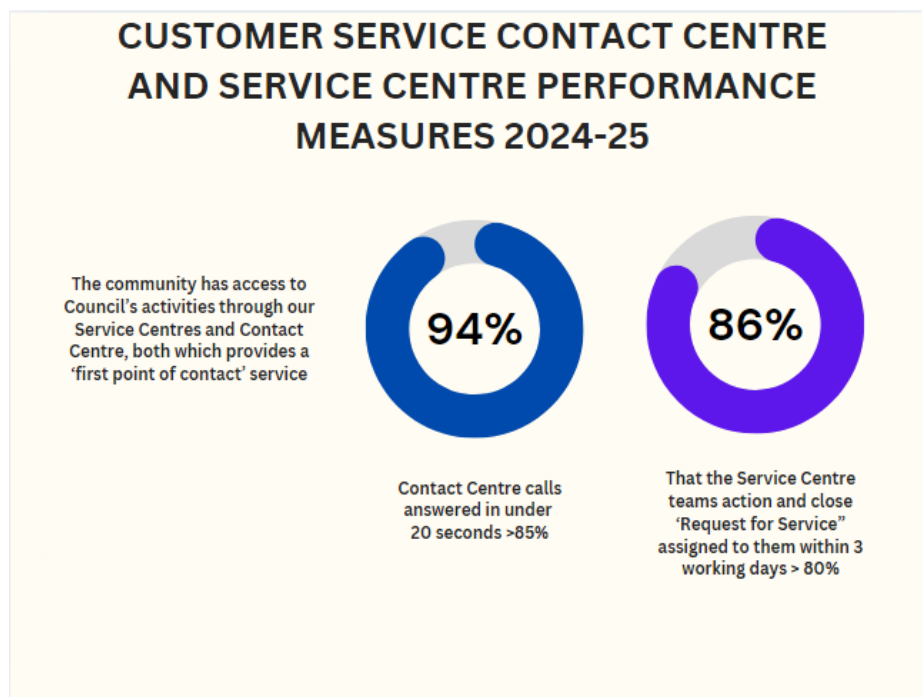 CUSTOMER SERVICE CONTACT CENTRE
AND SERVICE CENTRE PERFORMANCE
MEASURES 2024-25
The community has access to
Council's activities through our
Service Centres and Contact
Centre, both which provides a
'first point of contact' service
94%
Contact Centre calls
answered in under
20 seconds >85%
86%
That the Service Centre
teams action and close
'Request for Service"
assigned to them within 3
working days > 80%